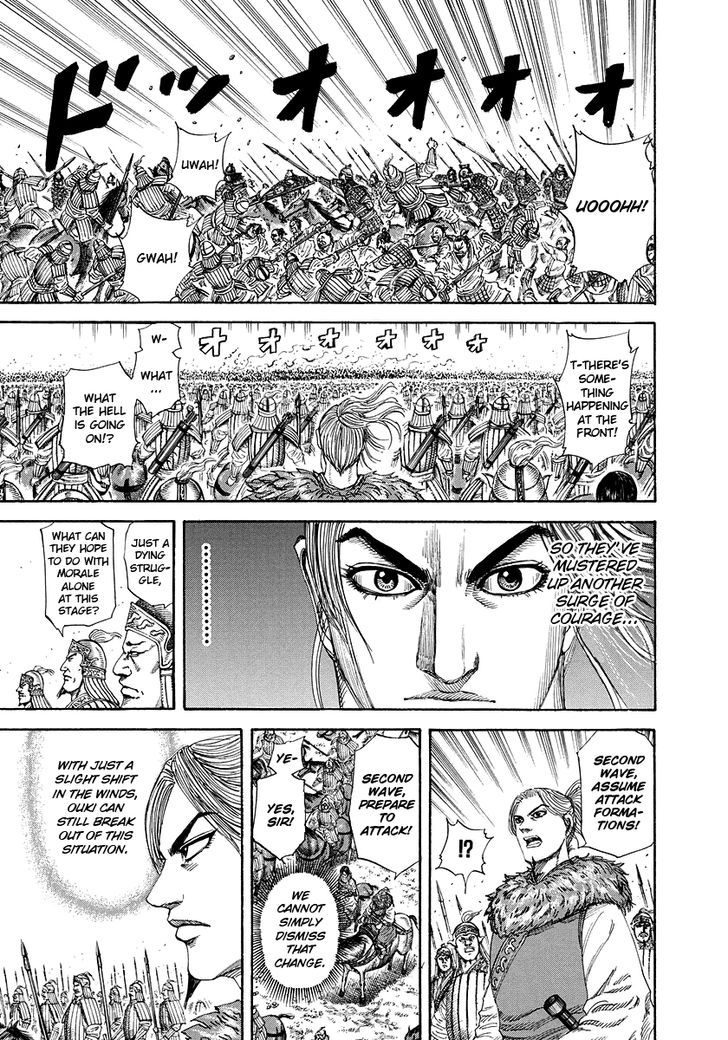 ドッオオオオ
UOOOHH!
UWAH!
GWAH!
T-THERE'S
SOME-
THING
HAPPENING
AT THE
FRONT!
オオオオオオ
W-
WHAT
...
WHAT
THE HELL
IS GOING
ON!?
SO THEY'VE
MUSTERED
UP ANOTHER
SURGE OF
COURAGE...
...........
JUST A
DYING
STRUG-
GLE,
WHAT CAN
THEY HOPE
TO DO WITH
MORALE
ALONE
AT THIS
STAGE?
SECOND
WAVE,
ASSUME
ATTACK
FORMA-
TIONS!
!?
SECOND
WAVE,
PREPARE
TO
ATTACK!
YE-
YES,
SIR!
WE
CANNOT
SIMPLY
DISMISS
THAT
CHANGE.
WITH JUST A
SLIGHT SHIFT
IN THE WINDS,
OUKI CAN
STILL BREAK
OUT OF THIS
SITUATION.